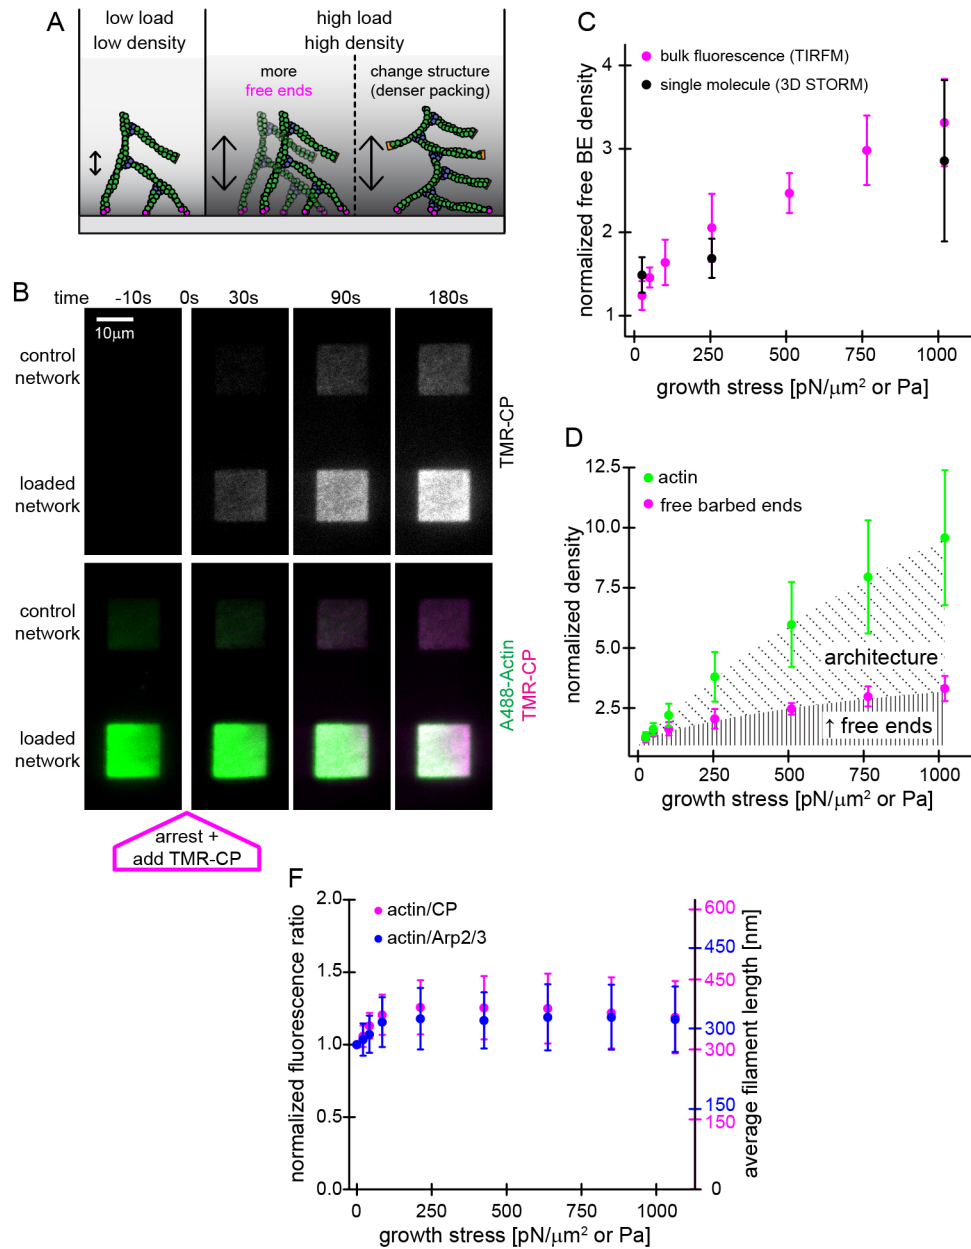 A
low load
low density
high load
high density
more
free ends
change structure
(denser packing)
B
time -10s 0s 30s 90s 180s
10μm
control
network
loaded
network
TMR-CP
control
network
loaded
network
A488-Actin
TMR-CP
arrest +
add TMR-CP
C
bulk fluorescence (TIRFM)
single molecule (3D STORM)
normalized free BE density
4
3
2
1
0 250 500 750 1000
growth stress [pN/μm² or Pa]
D
actin
free barbed ends
normalized density
12.5
10.0
7.5
5.0
2.5
architecture
↑ free ends
0 250 500 750 1000
growth stress [pN/μm² or Pa]
F
actin/CP
actin/Arp2/3
normalized fluorescence ratio
2.0
1.5
1.0
0.5
0.0
600
450
450
300
300
150
150
0
average filament length [nm]
0 250 500 750 1000
growth stress [pN/μm² or Pa]